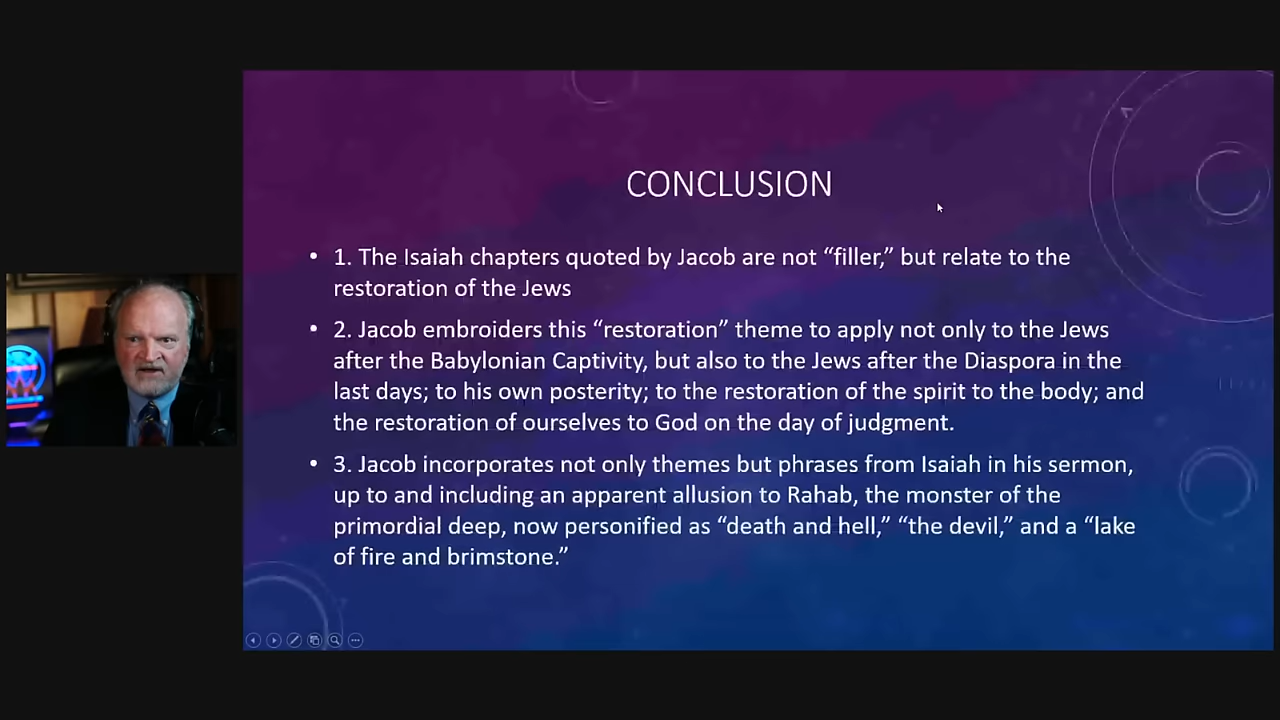 CONCLUSION
• 1. The Isaiah chapters quoted by Jacob are not “filler,” but relate to the
restoration of the Jews
• 2. Jacob embroiders this “restoration” theme to apply not only to the Jews
after the Babylonian Captivity, but also to the Jews after the Diaspora in the
last days; to his own posterity; to the restoration of the spirit to the body; and
the restoration of ourselves to God on the day of judgment.
• 3. Jacob incorporates not only themes but phrases from Isaiah in his sermon,
up to and including an apparent allusion to Rahab, the monster of the
primordial deep, now personified as “death and hell,” “the devil,” and a “lake
of fire and brimstone.”